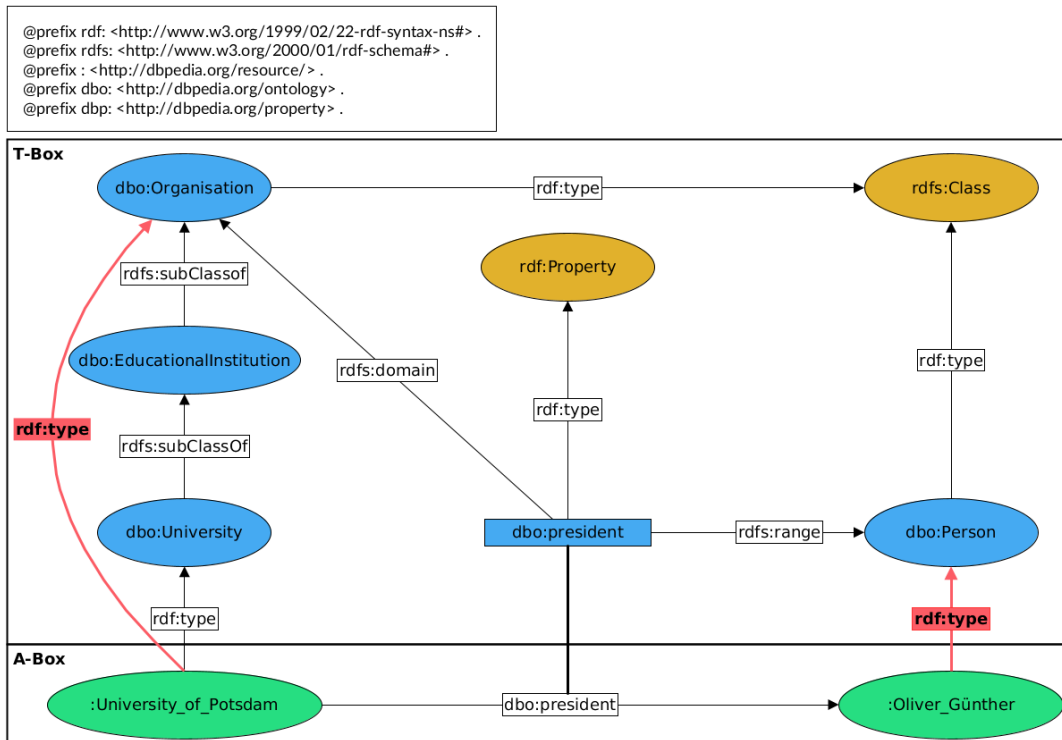 @prefix rdf: <http://www.w3.org/1999/02/22-rdf-syntax-ns#> .
@prefix rdfs: <http://www.w3.org/2000/01/rdf-schema#> .
@prefix : <http://dbpedia.org/resource/> .
@prefix dbo: <http://dbpedia.org/ontology> .
@prefix dbp: <http://dbpedia.org/property> .
T-Box
dbo:Organisation
rdf:type
rdfs:Class
rdfs:subClassof
rdf:Property
dbo:EducationalInstitution
rdfs:domain
rdf:type
rdf:type
rdf:type
rdfs:subClassOf
dbo:University
dbo:president
rdfs:range
dbo:Person
rdf:type
rdf:type
A-Box
:University_of_Potsdam
dbo:president
:Oliver_Günther